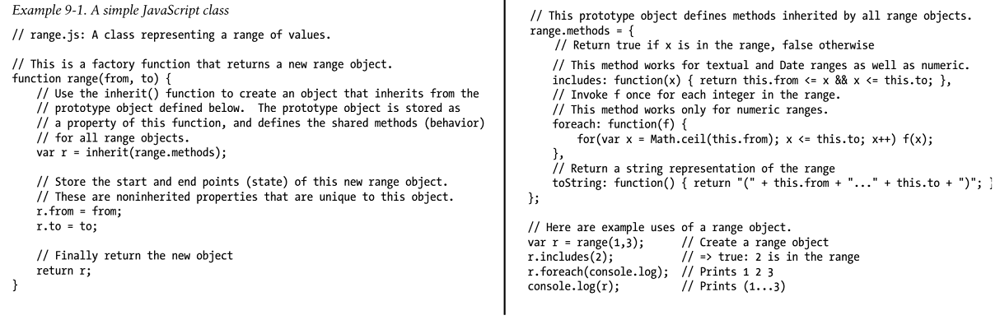 Example 9-1. A simple JavaScript class
// range.js: A class representing a range of values.
// This is a factory function that returns a new range object.
function range(from, to) {
    // Use the inherit() function to create an object that inherits from the
    // prototype object defined below.  The prototype object is stored as
    // a property of this function, and defines the shared methods (behavior)
    // for all range objects.
    var r = inherit(range.methods);
    // Store the start and end points (state) of this new range object.
    // These are noninherited properties that are unique to this object.
    r.from = from;
    r.to = to;
    // Finally return the new object
    return r;
}
// This prototype object defines methods inherited by all range objects.
range.methods = {
    // Return true if x is in the range, false otherwise
    // This method works for textual and Date ranges as well as numeric.
    includes: function(x) { return this.from <= x && x <= this.to; },
    // Invoke f once for each integer in the range.
    // This method works only for numeric ranges.
    foreach: function(f) {
        for(var x = Math.ceil(this.from); x <= this.to; x++) f(x);
    },
    // Return a string representation of the range
    toString: function() { return "(" + this.from + "..." + this.to + ")"; }
};
// Here are example uses of a range object.
var r = range(1,3);      // Create a range object
r.includes(2);           // => true: 2 is in the range
r.foreach(console.log);  // Prints 1 2 3
console.log(r);          // Prints (1...3)